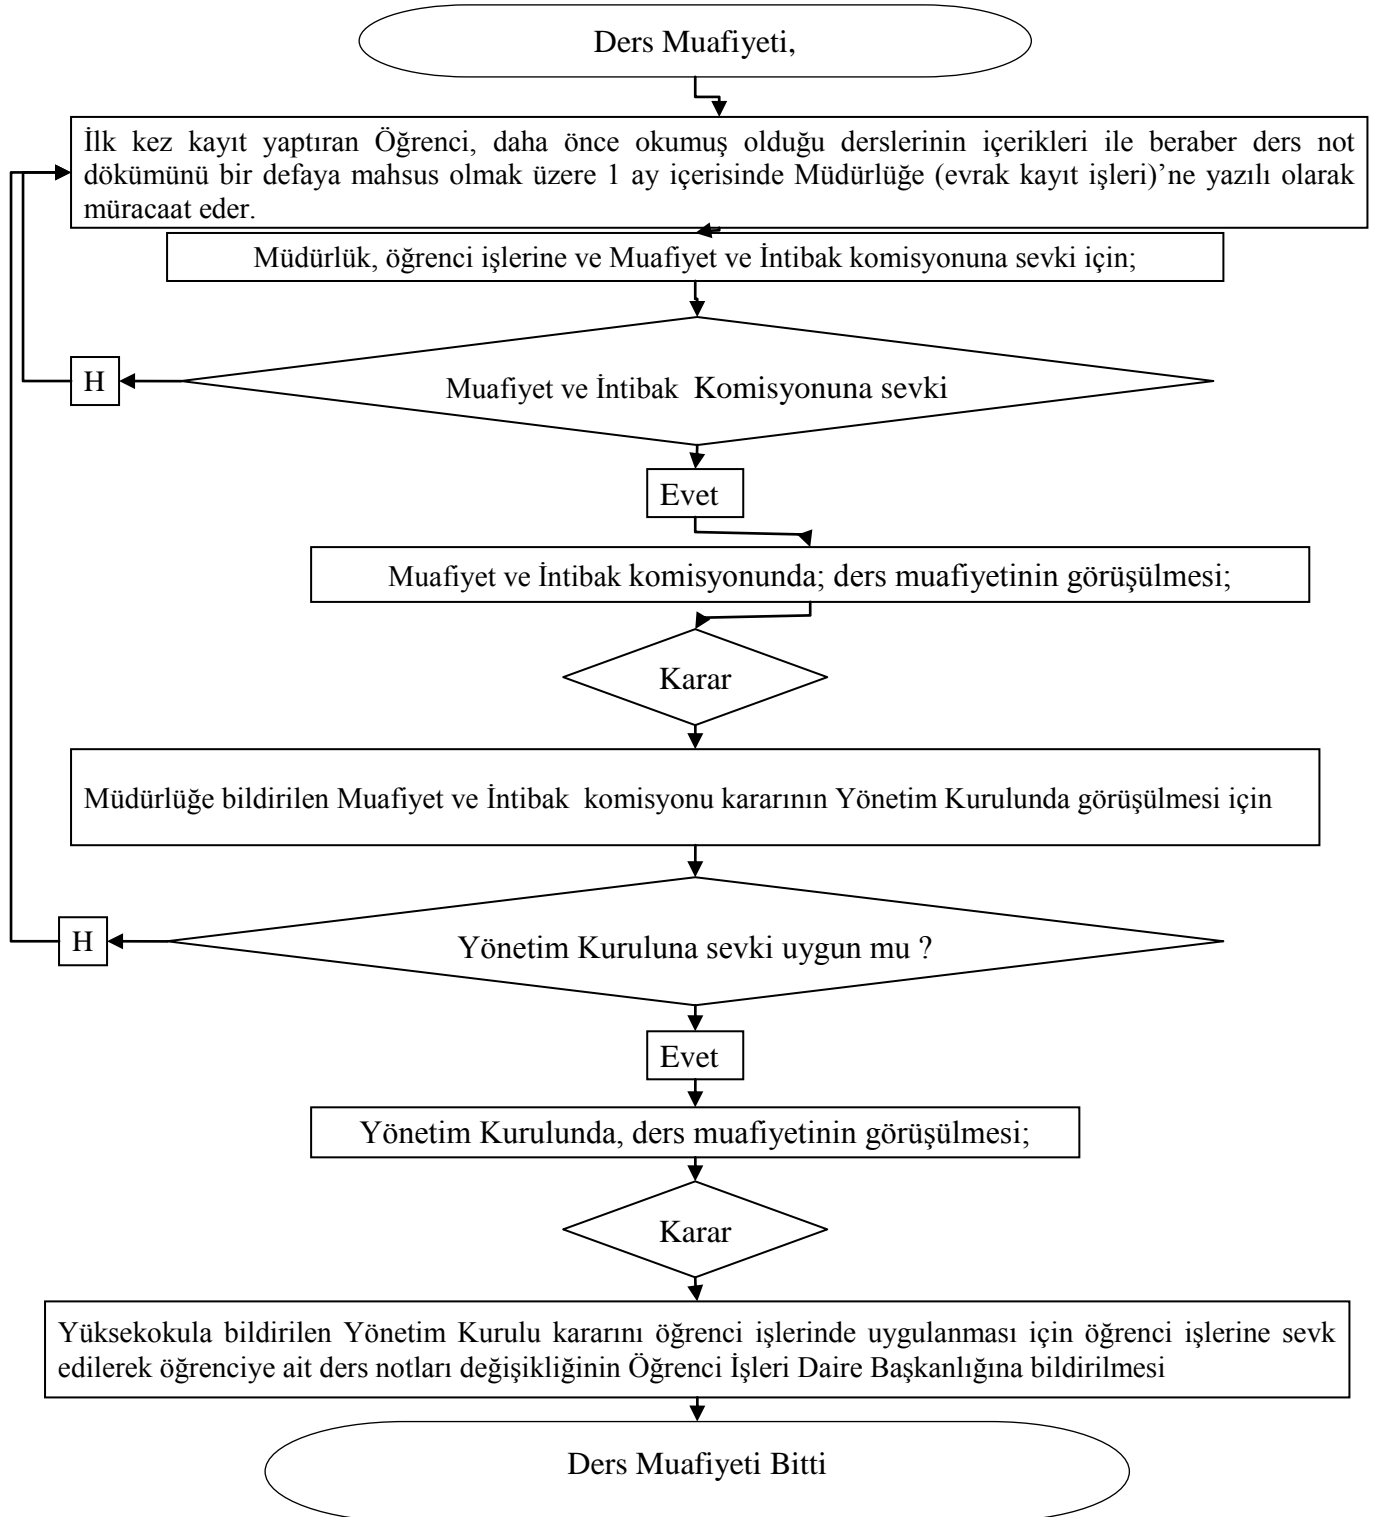 Ders Muafiyeti,
İlk kez kayıt yaptıran Öğrenci, daha önce okumuş olduğu derslerinin içerikleri ile beraber ders not
dökümünü bir defaya mahsus olmak üzere 1 ay içerisinde Müdürlüğe (evrak kayıt işleri)’ne yazılı olarak
müracaat eder.
Müdürlük, öğrenci işlerine ve Muafiyet ve İntibak komisyonuna sevki için;
H
Muafiyet ve İntibak Komisyonuna sevki
Evet
Muafiyet ve İntibak komisyonunda; ders muafiyetinin görüşülmesi;
Karar
Müdürlüğe bildirilen Muafiyet ve İntibak komisyonu kararının Yönetim Kurulunda görüşülmesi için
H
Yönetim Kuruluna sevki uygun mu ?
Evet
Yönetim Kurulunda, ders muafiyetinin görüşülmesi;
Karar
Yüksekokula bildirilen Yönetim Kurulu kararını öğrenci işlerinde uygulanması için öğrenci işlerine sevk
edilerek öğrenciye ait ders notları değişikliğinin Öğrenci İşleri Daire Başkanlığına bildirilmesi
Ders Muafiyeti Bitti